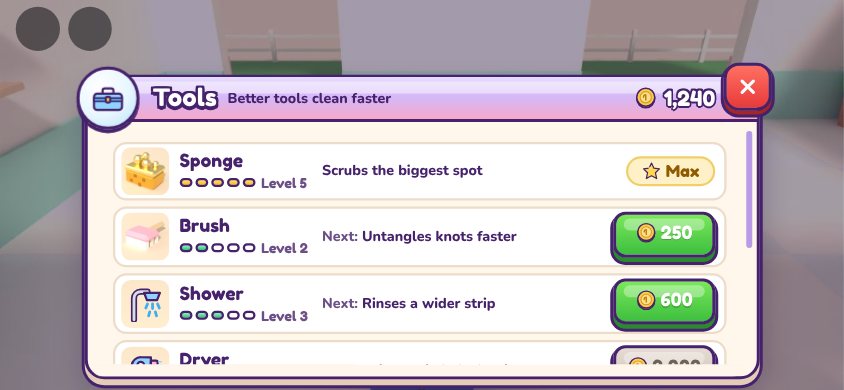 Tools Better tools clean faster 1,240
Sponge
Level 5
Scrubs the biggest spot
Max
Brush
Level 2
Next: Untangles knots faster
250
Shower
Level 3
Next: Rinses a wider strip
600
Dryer